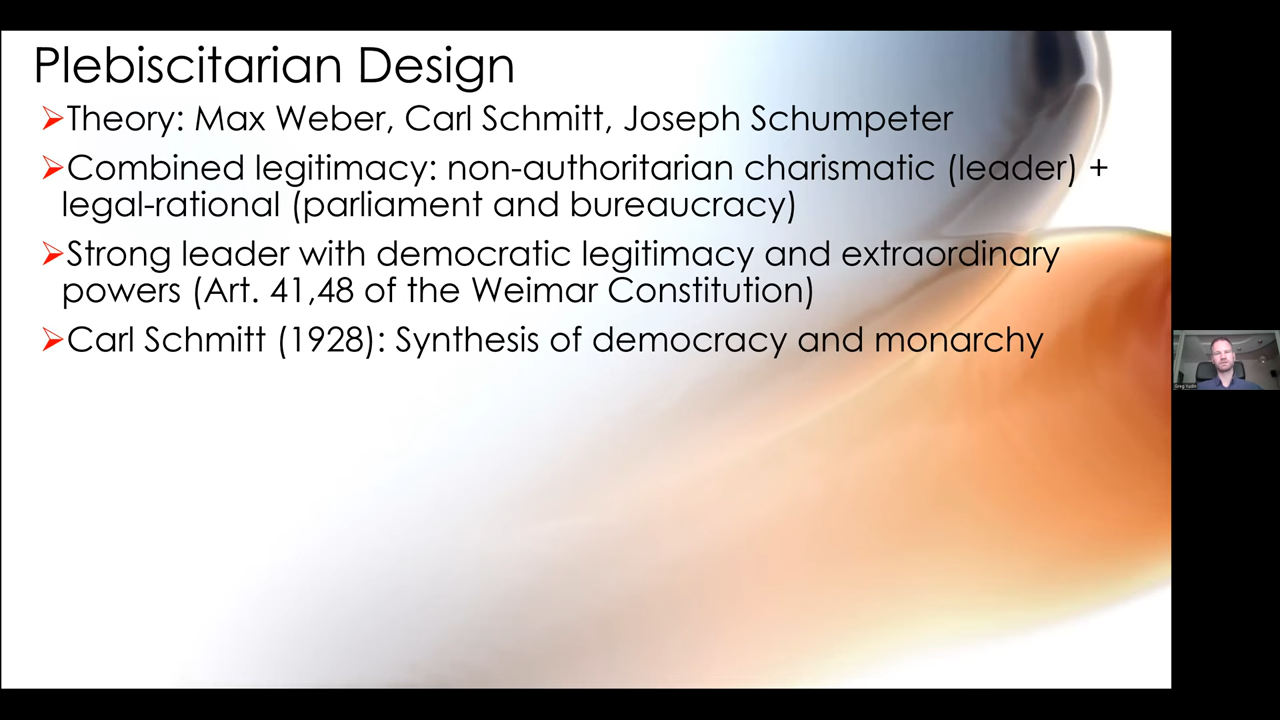 Plebiscitarian Design
Theory: Max Weber, Carl Schmitt, Joseph Schumpeter
Combined legitimacy: non-authoritarian charismatic (leader) +
legal-rational (parliament and bureaucracy)
Strong leader with democratic legitimacy and extraordinary
powers (Art. 41,48 of the Weimar Constitution)
Carl Schmitt (1928): Synthesis of democracy and monarchy
Greg Yudin